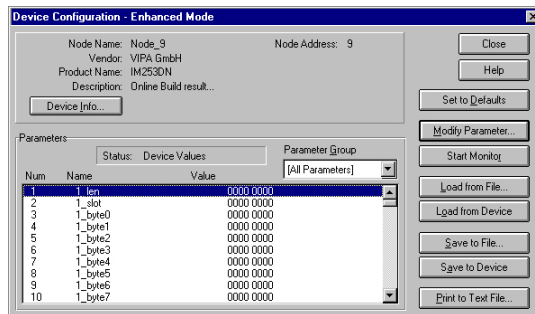 Device Configuration - Enhanced Mode
Node Name: Node_9 Node Address: 9
Vendor: VIPA GmbH
Product Name: IM253DN
Description: Online Build result...
Device Info...
Close
Help
Set to Defaults
Modify Parameter...
Start Monitor
Load from File...
Load from Device
Save to File...
Save to Device
Print to Text File...
Parameters
Status: Device Values
Parameter Group
[All Parameters]
Num Name Value
1 1_len 0000 0000
2 1_slot 0000 0000
3 1_byte0 0000 0000
4 1_byte1 0000 0000
5 1_byte2 0000 0000
6 1_byte3 0000 0000
7 1_byte4 0000 0000
8 1_byte5 0000 0000
9 1_byte6 0000 0000
10 1_byte7 0000 0000